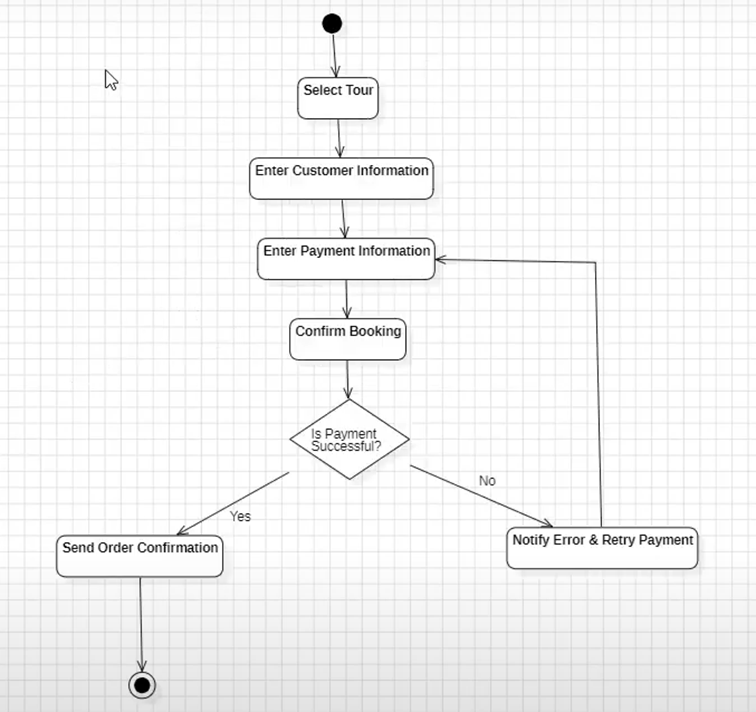 Select Tour
Enter Customer Information
Enter Payment Information
Confirm Booking
Is Payment
Successful?
No
Yes
Send Order Confirmation
Notify Error & Retry Payment